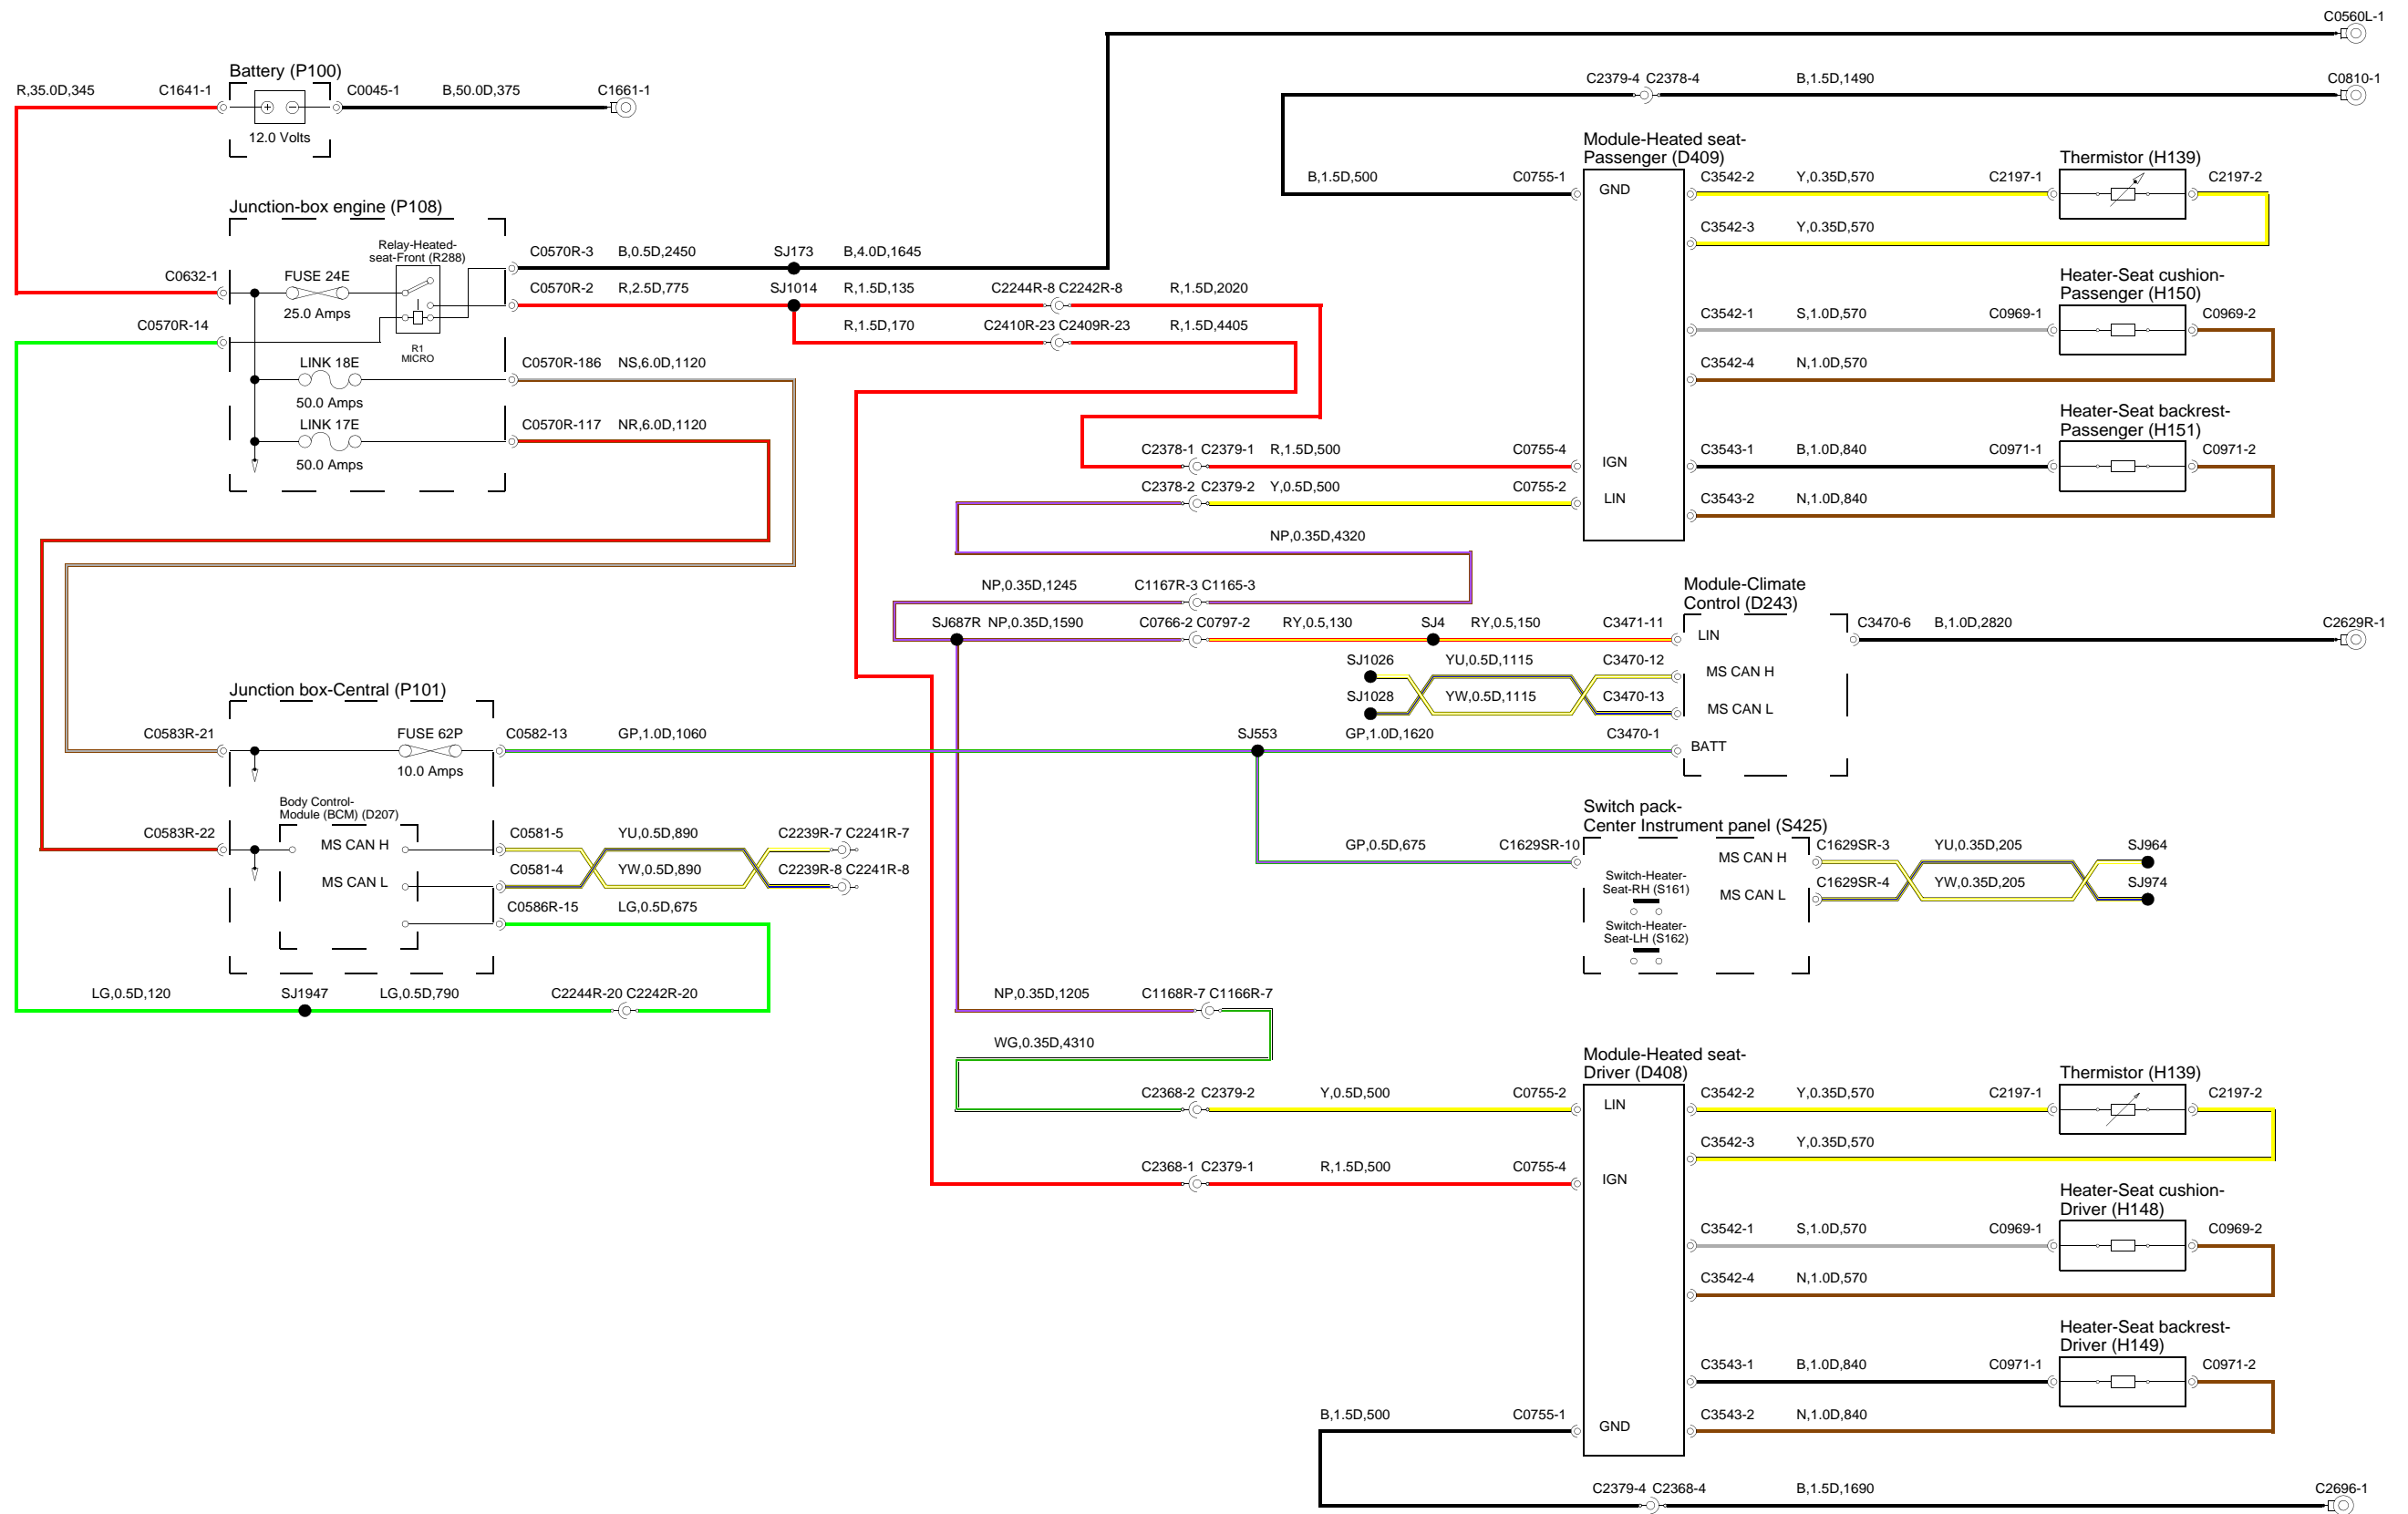 C0560L-1
Battery (P100)
R,35.0D,345
C1641-1
C0045-1
B,50.0D,375
C1661-1
12.0 Volts
C2379-4 C2378-4
B,1.5D,1490
C0810-1
Module-Heated seat-
Passenger (D409)
B,1.5D,500
C0755-1
GND
C3542-2
Y,0.35D,570
C2197-1
Thermistor (H139)
C2197-2
C3542-3
Y,0.35D,570
Heater-Seat cushion-
Passenger (H150)
C3542-1
S,1.0D,570
C0969-1
C0969-2
C3542-4
N,1.0D,570
Heater-Seat backrest-
Passenger (H151)
C3543-1
B,1.0D,840
C0971-1
C0971-2
C3543-2
N,1.0D,840
C2378-1 C2379-1
R,1.5D,500
C0755-4
IGN
C2378-2 C2379-2
Y,0.5D,500
C0755-2
LIN
Junction-box engine (P108)
Relay-Heated-
seat-Front (R288)
C0632-1
FUSE 24E
25.0 Amps
C0570R-14
R1
MICRO
LINK 18E
50.0 Amps
LINK 17E
50.0 Amps
C0570R-3
B,0.5D,2450
SJ173
B,4.0D,1645
C0570R-2
R,2.5D,775
SJ1014
R,1.5D,135
C2244R-8 C2242R-8
R,1.5D,2020
R,1.5D,170
C2410R-23 C2409R-23
R,1.5D,4405
C0570R-186
NS,6.0D,1120
C0570R-117
NR,6.0D,1120
NP,0.35D,4320
NP,0.35D,1245
C1167R-3 C1165-3
SJ687R
NP,0.35D,1590
C0766-2 C0797-2
RY,0.5,130
SJ4
RY,0.5,150
C3471-11
Module-Climate
Control (D243)
LIN
C3470-6
B,1.0D,2820
C2629R-1
SJ1026
YU,0.5D,1115
C3470-12
MS CAN H
SJ1028
YW,0.5D,1115
C3470-13
MS CAN L
SJ553
GP,1.0D,1620
C3470-1
BATT
Junction box-Central (P101)
C0583R-21
FUSE 62P
10.0 Amps
C0582-13
GP,1.0D,1060
Body Control-
Module (BCM) (D207)
C0583R-22
MS CAN H
MS CAN L
C0581-5
YU,0.5D,890
C2239R-7 C2241R-7
C0581-4
YW,0.5D,890
C2239R-8 C2241R-8
C0586R-15
LG,0.5D,675
LG,0.5D,120
SJ1947
LG,0.5D,790
C2244R-20 C2242R-20
Switch pack-
Center Instrument panel (S425)
GP,0.5D,675
C1629SR-10
MS CAN H
MS CAN L
Switch-Heater-
Seat-RH (S161)
Switch-Heater-
Seat-LH (S162)
C1629SR-3
YU,0.35D,205
SJ964
C1629SR-4
YW,0.35D,205
SJ974
NP,0.35D,1205
C1168R-7 C1166R-7
WG,0.35D,4310
Module-Heated seat-
Driver (D408)
C2368-2 C2379-2
Y,0.5D,500
C0755-2
LIN
C2368-1 C2379-1
R,1.5D,500
C0755-4
IGN
C3542-2
Y,0.35D,570
C2197-1
Thermistor (H139)
C2197-2
C3542-3
Y,0.35D,570
Heater-Seat cushion-
Driver (H148)
C3542-1
S,1.0D,570
C0969-1
C0969-2
C3542-4
N,1.0D,570
Heater-Seat backrest-
Driver (H149)
C3543-1
B,1.0D,840
C0971-1
C0971-2
B,1.5D,500
C0755-1
GND
C3543-2
N,1.0D,840
C2379-4 C2368-4
B,1.5D,1690
C2696-1